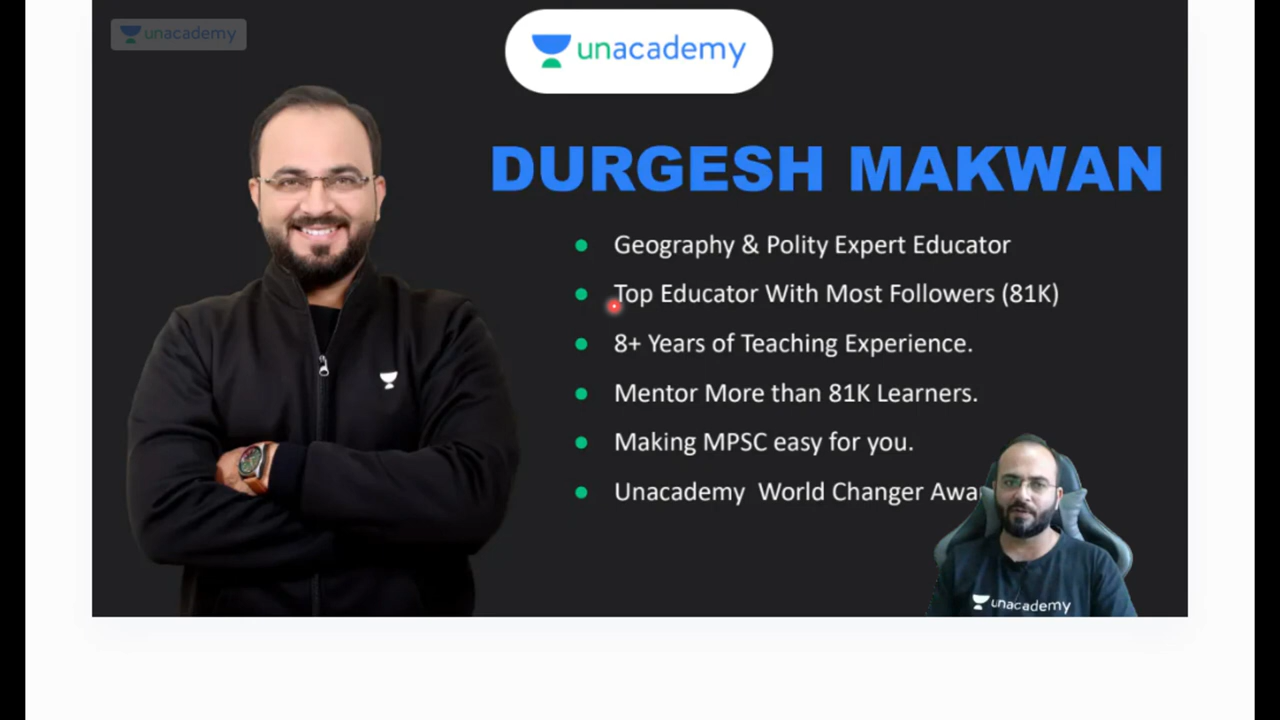 unacademy
unacademy
DURGESH MAKWAN
Geography & Polity Expert Educator
Top Educator With Most Followers (81K)
8+ Years of Teaching Experience.
Mentor More than 81K Learners.
Making MPSC easy for you.
Unacademy World Changer
unacademy